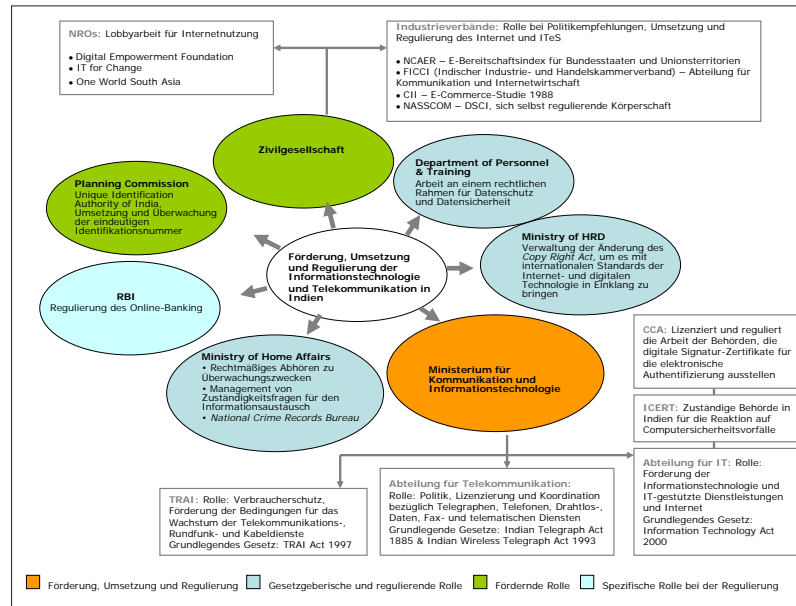 NROs: Lobbyarbeit für Internetnutzung
• Digital Empowerment Foundation
• IT for Change
• One World South Asia
Industrieverbände: Rolle bei Politikempfehlungen, Umsetzung und
Regulierung des Internet und ITeS
• NCAER – E-Bereitschaftsindex für Bundesstaaten und Unionsterritorien
• FICCI (Indischer Industrie- und Handelskammerverband) – Abteilung für
Kommunikation und Internetwirtschaft
• CII – E-Commerce-Studie 1988
• NASSCOM – DSCI, sich selbst regulierende Körperschaft
Zivilgesellschaft
Department of Personnel
& Training
Arbeit an einem rechtlichen
Rahmen für Datenschutz
und Datensicherheit
Planning Commission
Unique Identification
Authority of India,
Umsetzung und Überwachung
der eindeutigen
Identifikationsnummer
Ministry of HRD
Verwaltung der Änderung des
Copy Right Act, um es mit
internationalen Standards der
Internet- und digitalen
Technologie in Einklang zu
bringen
Förderung, Umsetzung
und Regulierung der
Informationstechnologie
und Telekommunikation in
Indien
RBI
Regulierung des Online-Banking
Ministry of Home Affairs
• Rechtmäßiges Abhören zu
Überwachungszwecken
• Management von
Zuständigkeitsfragen für den
Informationsaustausch
• National Crime Records Bureau
Ministerium für
Kommunikation und
Informationstechnologie
CCA: Lizenziert und reguliert
die Arbeit der Behörden, die
digitale Signatur-Zertifikate für
die elektronische
Authentifizierung ausstellen
ICERT: Zuständige Behörde in
Indien für die Reaktion auf
Computersicherheitsvorfälle
Abteilung für IT: Rolle:
Förderung der
Informationstechnologie und
IT-gestützte Dienstleistungen
und Internet
Grundlegendes Gesetz:
Information Technology Act
2000
TRAI: Rolle: Verbraucherschutz,
Förderung der Bedingungen für das
Wachstum der Telekommunikations-,
Rundfunk- und Kabeldienste
Grundlegendes Gesetz: TRAI Act 1997
Abteilung für Telekommunikation:
Rolle: Politik, Lizenzierung und Koordination
bezüglich Telegraphen, Telefonen, Drahtlos-,
Daten, Fax- und telematischen Diensten
Grundlegende Gesetze: Indian Telegraph Act
1885 & Indian Wireless Telegraph Act 1993
Förderung, Umsetzung und Regulierung
Gesetzgeberische und regulierende Rolle
Fördernde Rolle
Spezifische Rolle bei der Regulierung